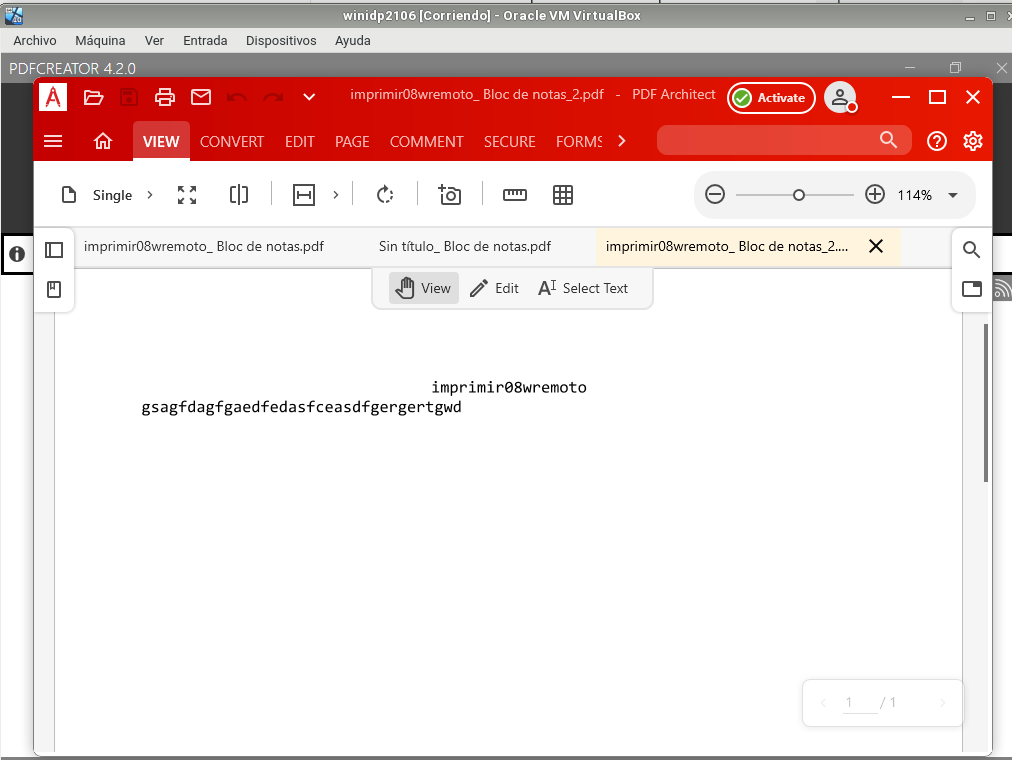 winidp2106 [Corriendo] - Oracle VM VirtualBox
Archivo Máquina Ver Entrada Dispositivos Ayuda
PDFCREATOR 4.2.0
imprimir08wremoto_ Bloc de notas_2.pdf - PDF Architect Activate
VIEW CONVERT EDIT PAGE COMMENT SECURE FORMS
Single 114%
imprimir08wremoto_ Bloc de notas.pdf Sin título_ Bloc de notas.pdf imprimir08wremoto_ Bloc de notas_2....
View Edit Select Text
imprimir08wremoto
gsagfdagfgaedfedasfceasdfgergertgwd
1 / 1